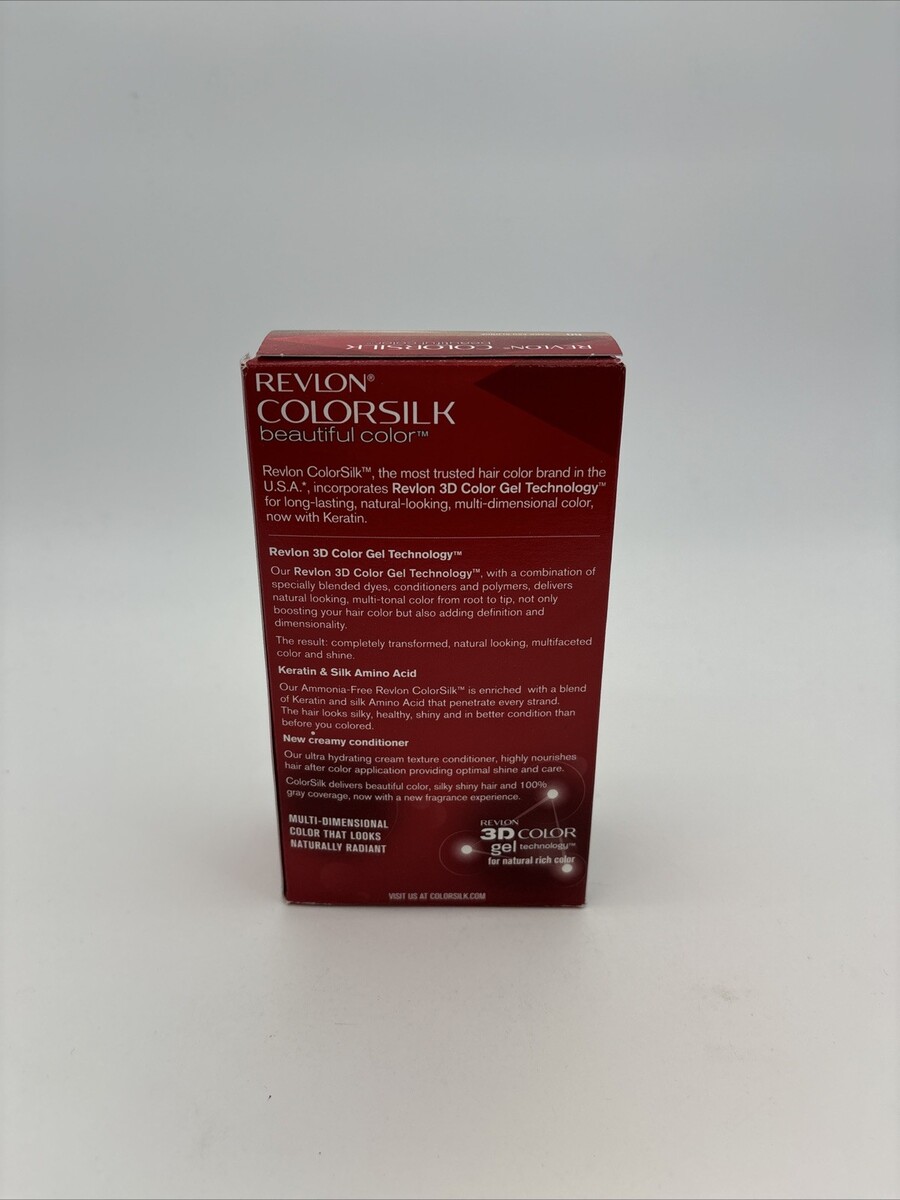 REVLON® COLORSILK
beautiful color
REVLON®
COLORSILK
beautiful color™
Revlon ColorSilk™, the most trusted hair color brand in the
U.S.A.*, incorporates Revlon 3D Color Gel Technology™
for long-lasting, natural-looking, multi-dimensional color,
now with Keratin.
Revlon 3D Color Gel Technology™
Our Revlon 3D Color Gel Technology™, with a combination of
specially blended dyes, conditioners and polymers, delivers
natural looking, multi-tonal color from root to tip, not only
boosting your hair color but also adding definition and
dimensionality.
The result: completely transformed, natural looking, multifaceted
color and shine.
Keratin & Silk Amino Acid
Our Ammonia-Free Revlon ColorSilk™ is enriched with a blend
of Keratin and silk Amino Acid that penetrate every strand.
The hair looks silky, healthy, shiny and in better condition than
before you colored.
New creamy conditioner
Our ultra hydrating cream texture conditioner, highly nourishes
hair after color application providing optimal shine and care.
ColorSilk delivers beautiful color, silky shiny hair and 100%
gray coverage, now with a new fragrance experience.
MULTI-DIMENSIONAL
COLOR THAT LOOKS
NATURALLY RADIANT
REVLON
3D COLOR
gel technology™
for natural rich color
VISIT US AT COLORSILK.COM